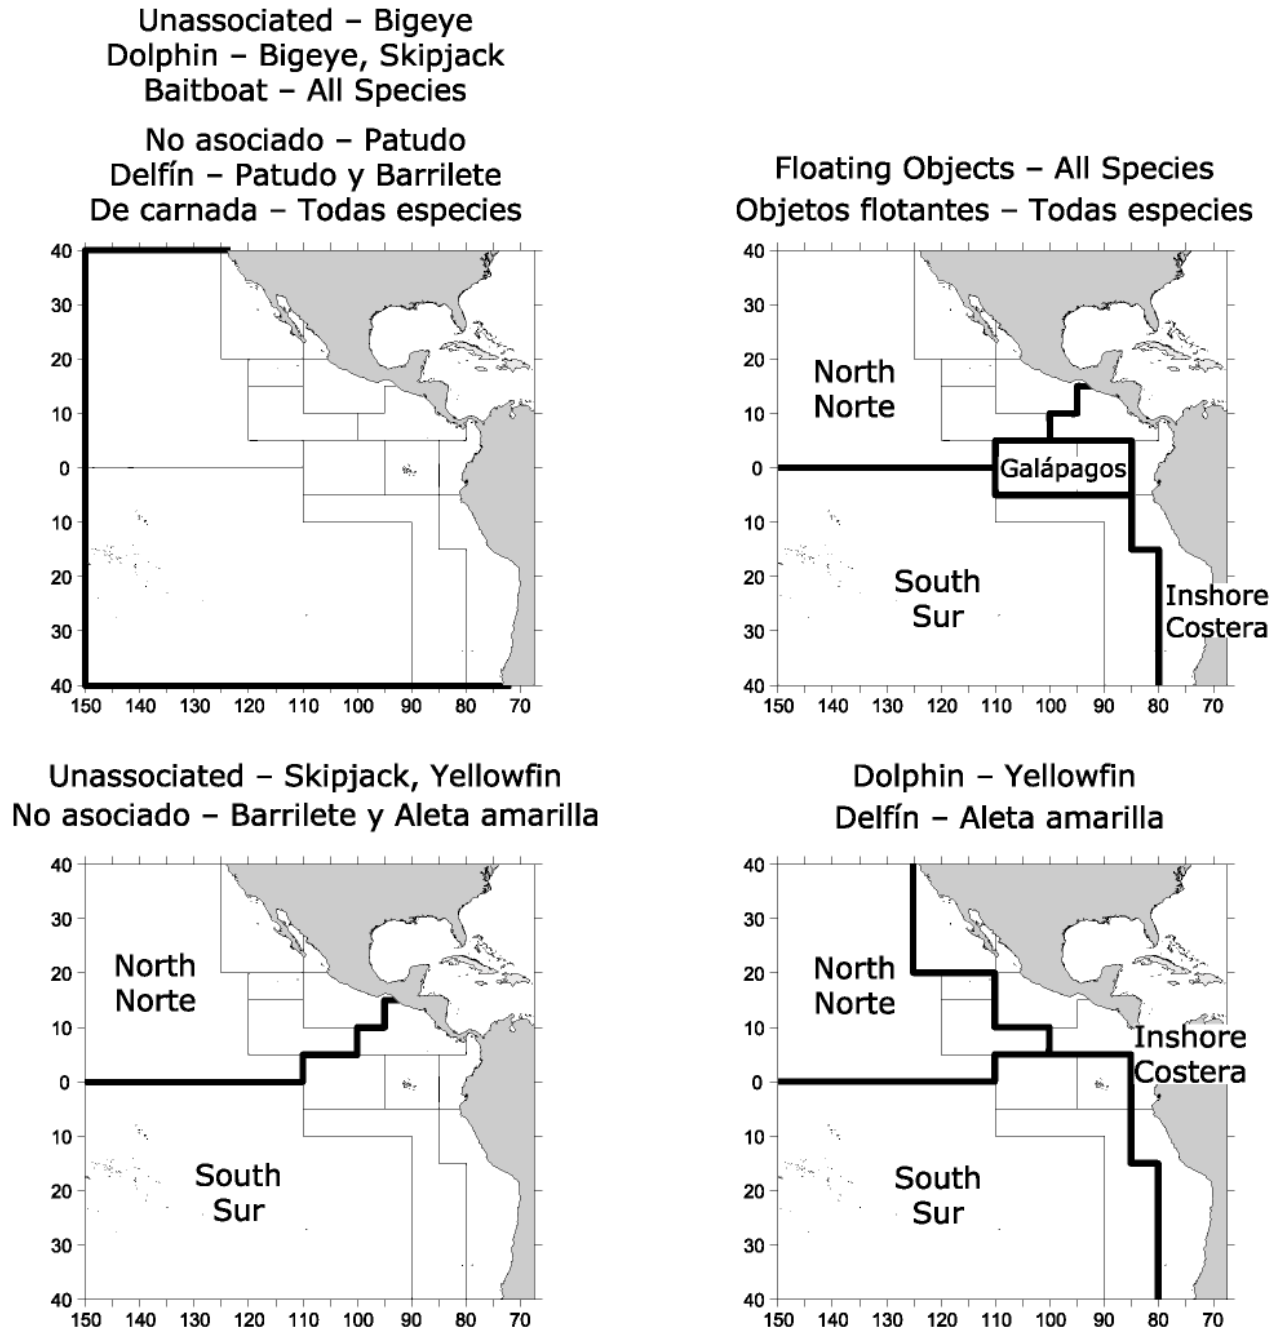 Unassociated – Bigeye
Dolphin – Bigeye, Skipjack
Baitboat – All Species
No asociado – Patudo
Delfín – Patudo y Barrilete
De carnada – Todas especies
40
30
20
10
0
10
20
30
40
150 140 130 120 110 100 90 80 70
Floating Objects – All Species
Objetos flotantes – Todas especies
40
30
20
10
0
10
20
30
40
North
Norte
Galápagos
South
Sur
Inshore
Costera
150 140 130 120 110 100 90 80 70
Unassociated – Skipjack, Yellowfin
No asociado – Barrilete y Aleta amarilla
40
30
20
10
0
10
20
30
40
North
Norte
South
Sur
150 140 130 120 110 100 90 80 70
Dolphin – Yellowfin
Delfín – Aleta amarilla
40
30
20
10
0
10
20
30
40
North
Norte
Inshore
Costera
South
Sur
150 140 130 120 110 100 90 80 70